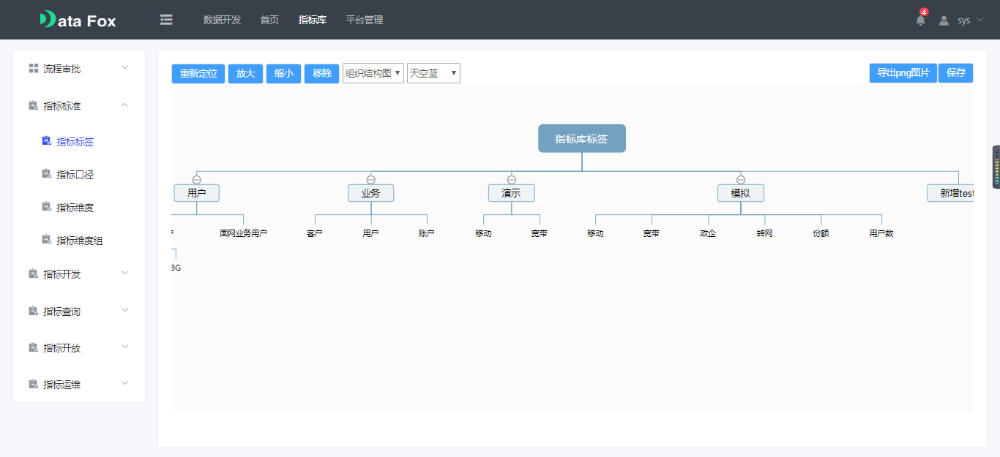 Data Fox
数据开发 首页 指标库 平台管理
4
sys
流程审批
指标标准
指标标签
指标口径
指标维度
指标维度组
指标开发
指标查询
指标开放
指标运维
重新定位 放大 缩小 移除 组织结构图 天空蓝 导出png图片 保存
指标库标签
用户 业务 演示 模拟 新增test
国网业务用户 客户 用户 账户 移动 宽带 移动 宽带 政企 转网 份额 用户数
3G